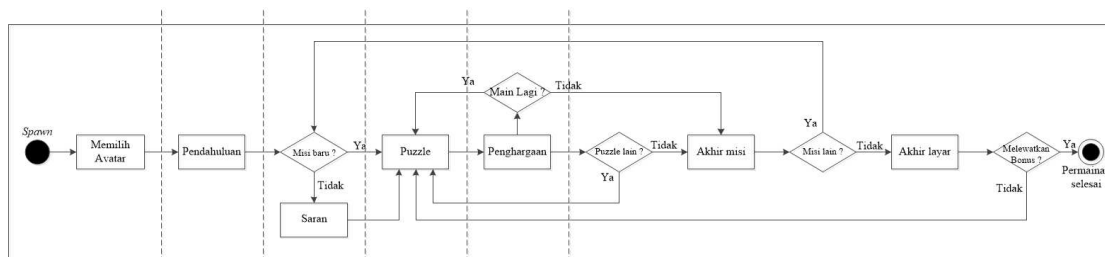 Spawn
Memilih
Avatar
Pendahuluan
Misi baru ?
Ya
Tidak
Saran
Puzzle
Ya
Main Lagi ?
Tidak
Penghargaan
Puzzle lain ?
Tidak
Ya
Akhir misi
Ya
Misi lain ?
Tidak
Akhir layar
Melewatkan
Bonus ?
Ya
Tidak
Permaina
selesai